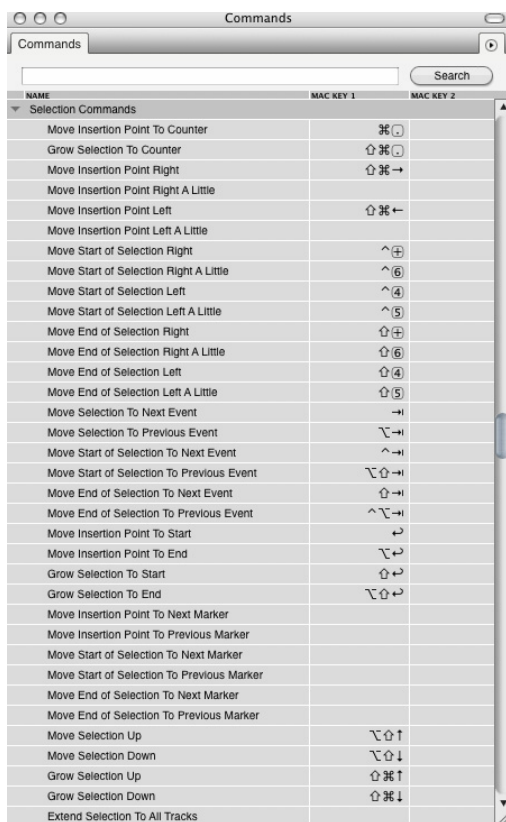 Commands
Commands
Search
NAME MAC KEY 1 MAC KEY 2
Selection Commands
Move Insertion Point To Counter ⌘.
Grow Selection To Counter ⇧⌘.
Move Insertion Point Right ⇧⌘→
Move Insertion Point Right A Little
Move Insertion Point Left ⇧⌘←
Move Insertion Point Left A Little
Move Start of Selection Right ^+
Move Start of Selection Right A Little ^6
Move Start of Selection Left ^4
Move Start of Selection Left A Little ^5
Move End of Selection Right ⇧+
Move End of Selection Right A Little ⇧6
Move End of Selection Left ⇧4
Move End of Selection Left A Little ⇧5
Move Selection To Next Event ⇥
Move Selection To Previous Event ⌥⇥
Move Start of Selection To Next Event ^⇥
Move Start of Selection To Previous Event ⌥⇧⇥
Move End of Selection To Next Event ⇧⇥
Move End of Selection To Previous Event ^⌥⇥
Move Insertion Point To Start ↩
Move Insertion Point To End ⌥↩
Grow Selection To Start ⇧↩
Grow Selection To End ⌥⇧↩
Move Insertion Point To Next Marker
Move Insertion Point To Previous Marker
Move Start of Selection To Next Marker
Move Start of Selection To Previous Marker
Move End of Selection To Next Marker
Move End of Selection To Previous Marker
Move Selection Up ⌥⇧↑
Move Selection Down ⌥⇧↓
Grow Selection Up ⇧⌘↑
Grow Selection Down ⇧⌘↓
Extend Selection To All Tracks